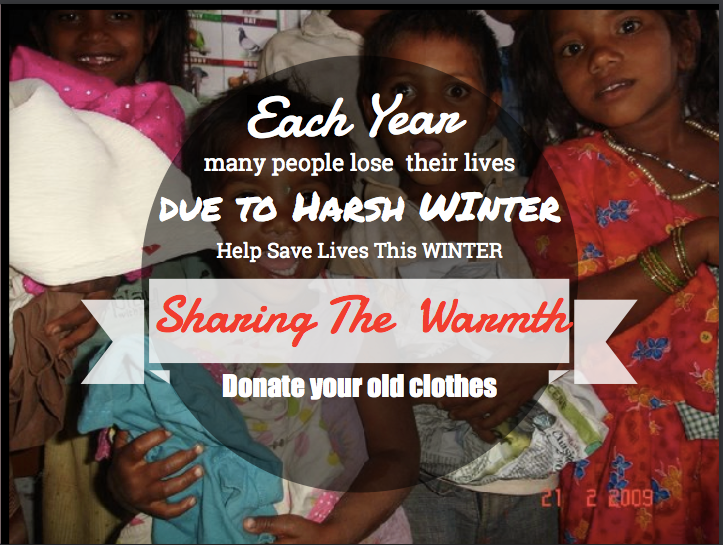 Each Year
many people lose their lives
DUE TO HARSH WINTER
Help Save Lives This WINTER
Sharing The Warmth
Donate your old clothes
21 2 2009